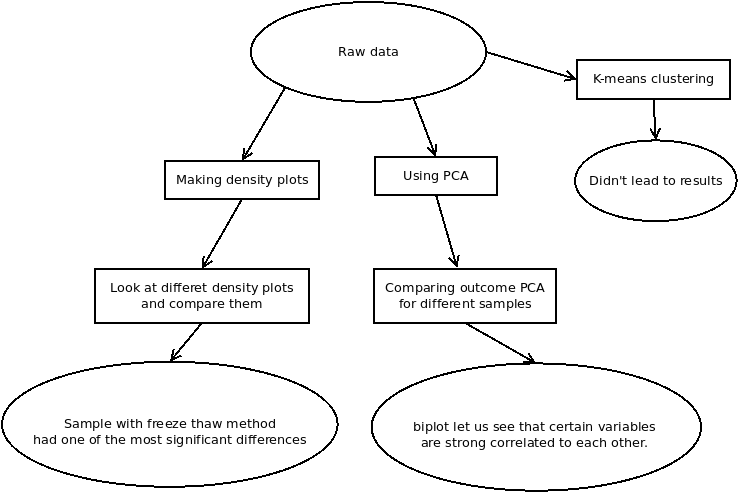 Raw data
K-means clustering
Making density plots
Using PCA
Didn't lead to results
Look at differet density plots
and compare them
Comparing outcome PCA
for different samples
Sample with freeze thaw method
had one of the most significant differences
biplot let us see that certain variables
are strong correlated to each other.